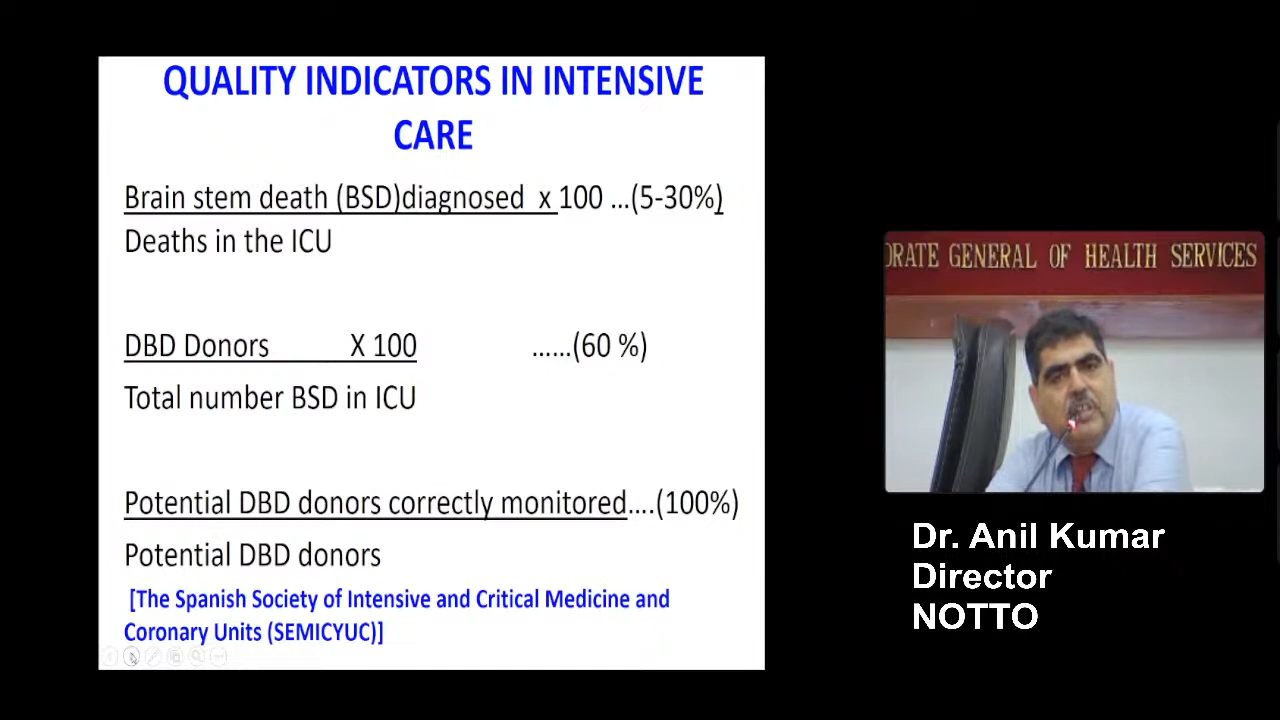 QUALITY INDICATORS IN INTENSIVE
CARE
Brain stem death (BSD)diagnosed x 100 ...(5-30%)
Deaths in the ICU
DBD Donors X 100 ......(60 %)
Total number BSD in ICU
Potential DBD donors correctly monitored....(100%)
Potential DBD donors
[The Spanish Society of Intensive and Critical Medicine and
Coronary Units (SEMICYUC)]
ORATE GENERAL OF HEALTH SERVICES
Dr. Anil Kumar
Director
NOTTO